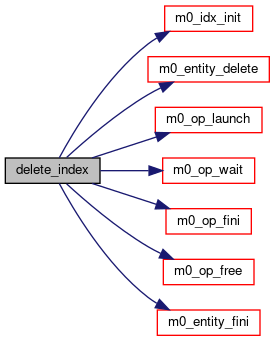 m0_idx_init
m0_entity_delete
m0_op_launch
delete_index
m0_op_wait
m0_op_fini
m0_op_free
m0_entity_fini